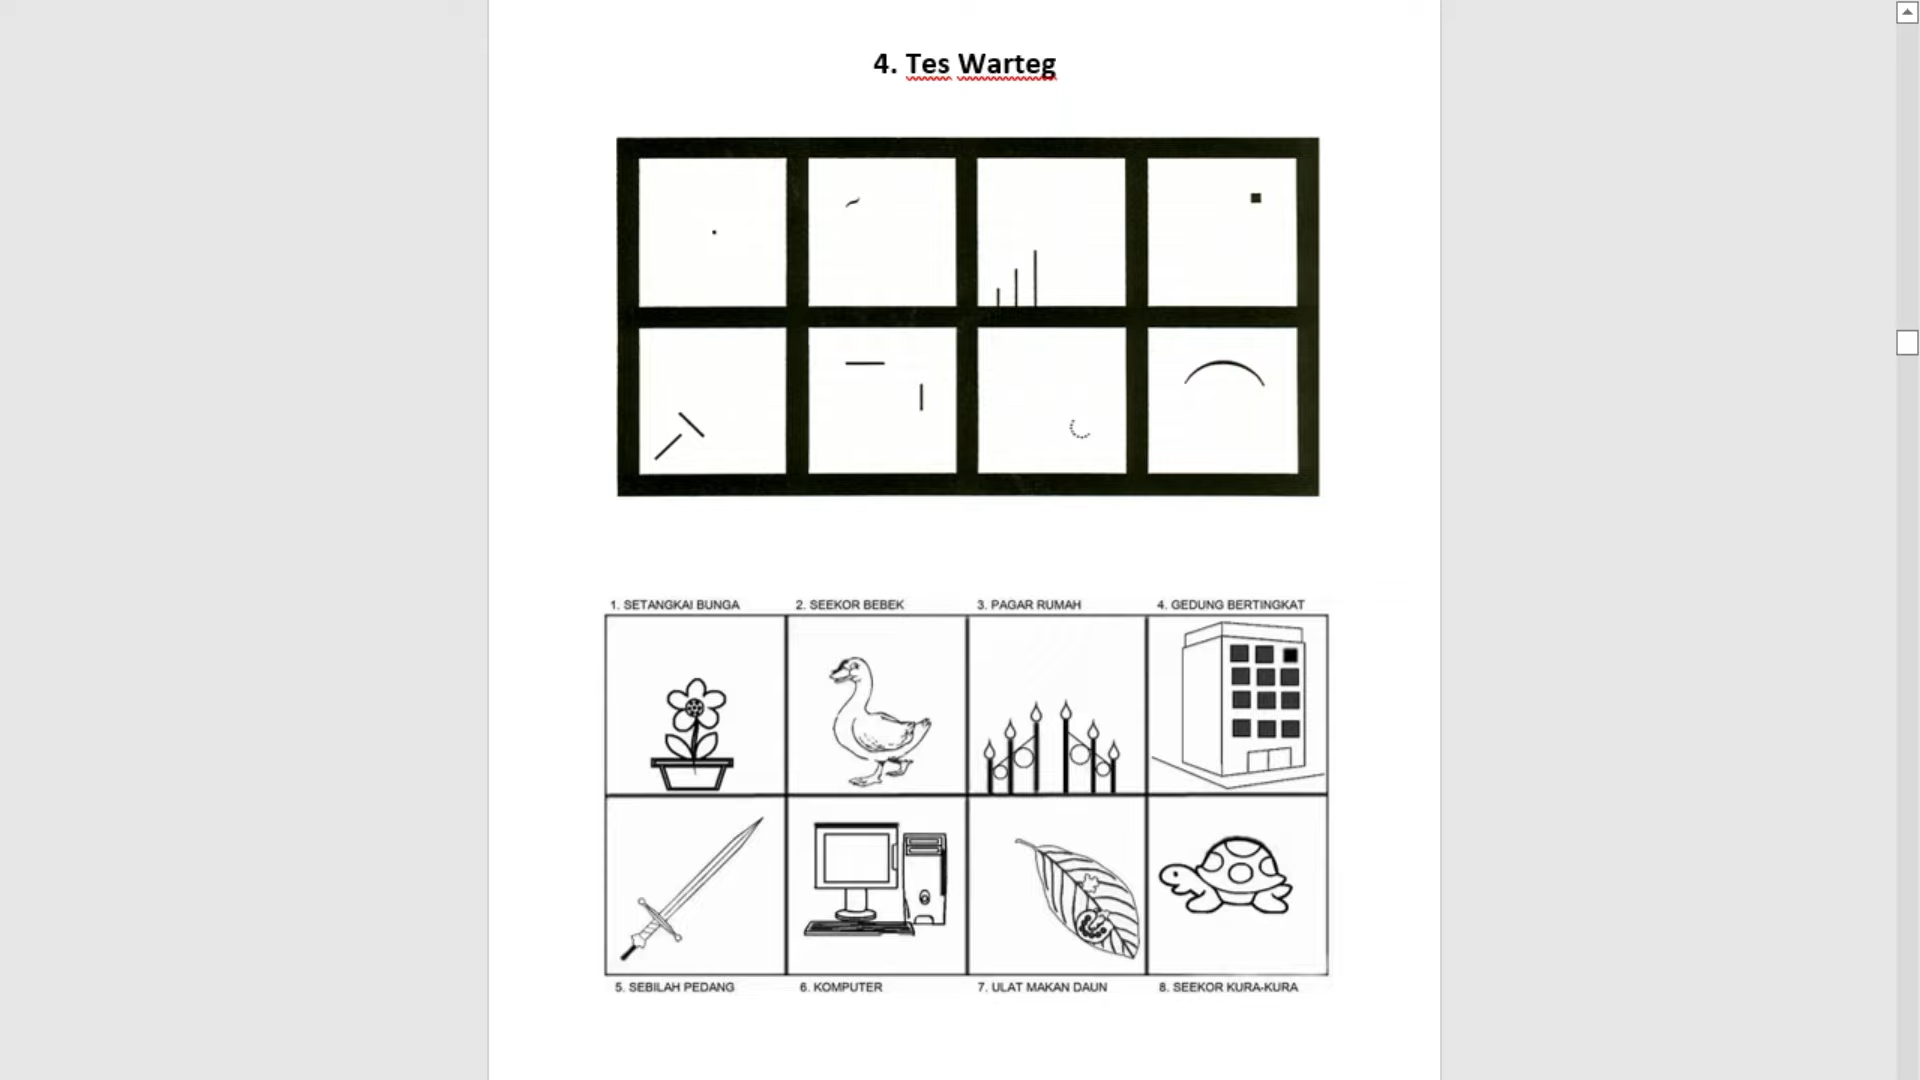 4. Tes Warteg
1. SETANGKAI BUNGA 2. SEEKOR BEBEK 3. PAGAR RUMAH 4. GEDUNG BERTINGKAT
5. SEBILAH PEDANG 6. KOMPUTER 7. ULAT MAKAN DAUN 8. SEEKOR KURA-KURA